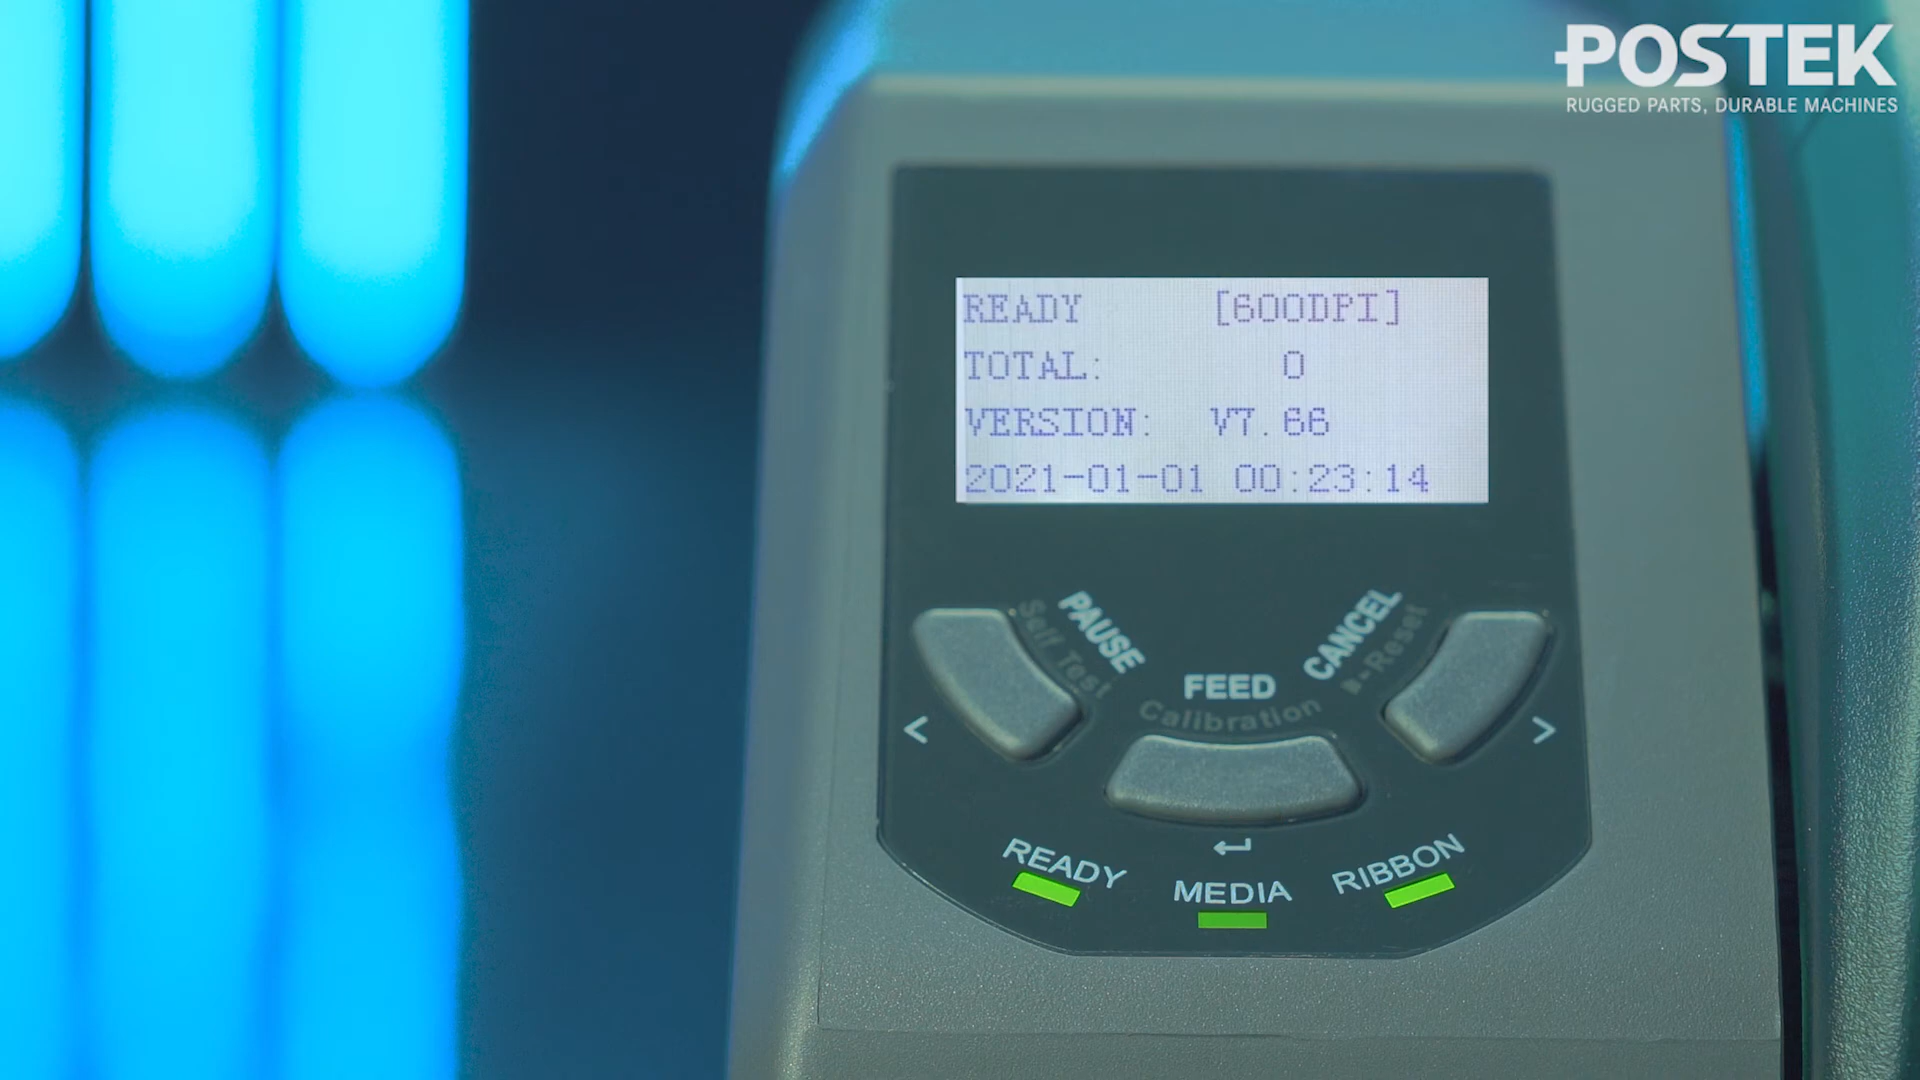 POSTEK
RUGGED PARTS, DURABLE MACHINES
READY [600DPI]
TOTAL: 0
VERSION: V7.66
2021-01-01 00:23:14
PAUSE
Self Test
FEED
Calibration
CANCEL
<
>
READY
MEDIA
RIBBON